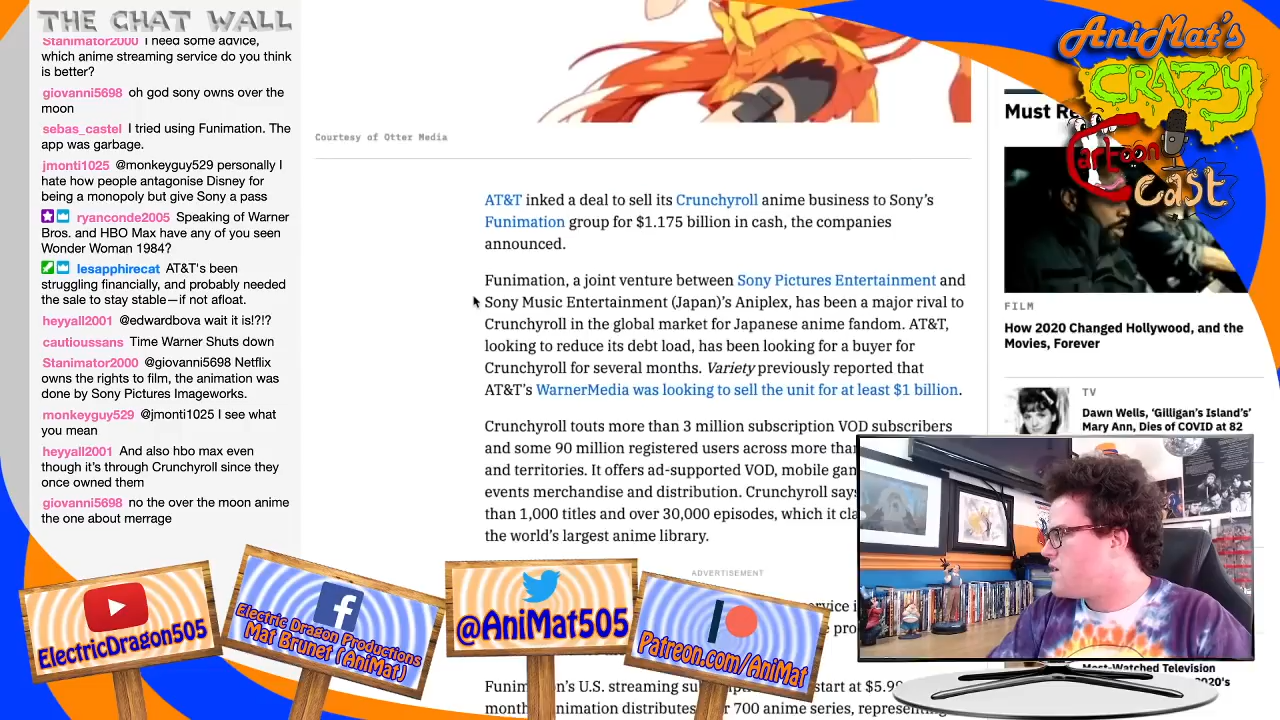 THE CHAT WALL
Stanimator2000 I need some advice,
which anime streaming service do you think
is better?
giovanni5698 oh god sony owns over the
moon
sebas_castel I tried using Funimation. The
app was garbage.
jmonti1025 @monkeyguy529 personally I
hate how people antagonise Disney for
being a monopoly but give Sony a pass
ryanconde2005 Speaking of Warner
Bros. and HBO Max have any of you seen
Wonder Woman 1984?
lesapphirecat AT&T's been
struggling financially, and probably needed
the sale to stay stable—if not afloat.
heyyall2001 @edwardbova wait it is!?!?
cautioussans Time Warner Shuts down
Stanimator2000 @giovanni5698 Netflix
owns the rights to film, the animation was
done by Sony Pictures Imageworks.
monkeyguy529 @jmonti1025 I see what
you mean
heyyall2001 And also hbo max even
though it's through Crunchyroll since they
once owned them
giovanni5698 no the over the moon anime
the one about merrage
Courtesy of Otter Media
AT&T inked a deal to sell its Crunchyroll anime business to Sony's
Funimation group for $1.175 billion in cash, the companies
announced.
Funimation, a joint venture between Sony Pictures Entertainment and
Sony Music Entertainment (Japan)'s Aniplex, has been a major rival to
Crunchyroll in the global market for Japanese anime fandom. AT&T,
looking to reduce its debt load, has been looking for a buyer for
Crunchyroll for several months. Variety previously reported that
AT&T's WarnerMedia was looking to sell the unit for at least $1 billion.
Crunchyroll touts more than 3 million subscription VOD subscribers
and some 90 million registered users across more than
and territories. It offers ad-supported VOD, mobile
events merchandise and distribution. Crunchyroll says
than 1,000 titles and over 30,000 episodes, which it
the world's largest anime library.
ADVERTISEMENT
start at $5.9
700 anime series, representing
AniMat's
CRAZY
Cartoon
Cast
Must
FILM
How 2020 Changed Hollywood, and the
Movies, Forever
TV
Dawn Wells, 'Gilligan's Island's'
Mary Ann, Dies of COVID at 82
Most-Watched Television
2020's
ElectricDragon505
Electric Dragon Productions
Mat Brunet (AniMat)
@AniMat505
Patreon.com/AniMat